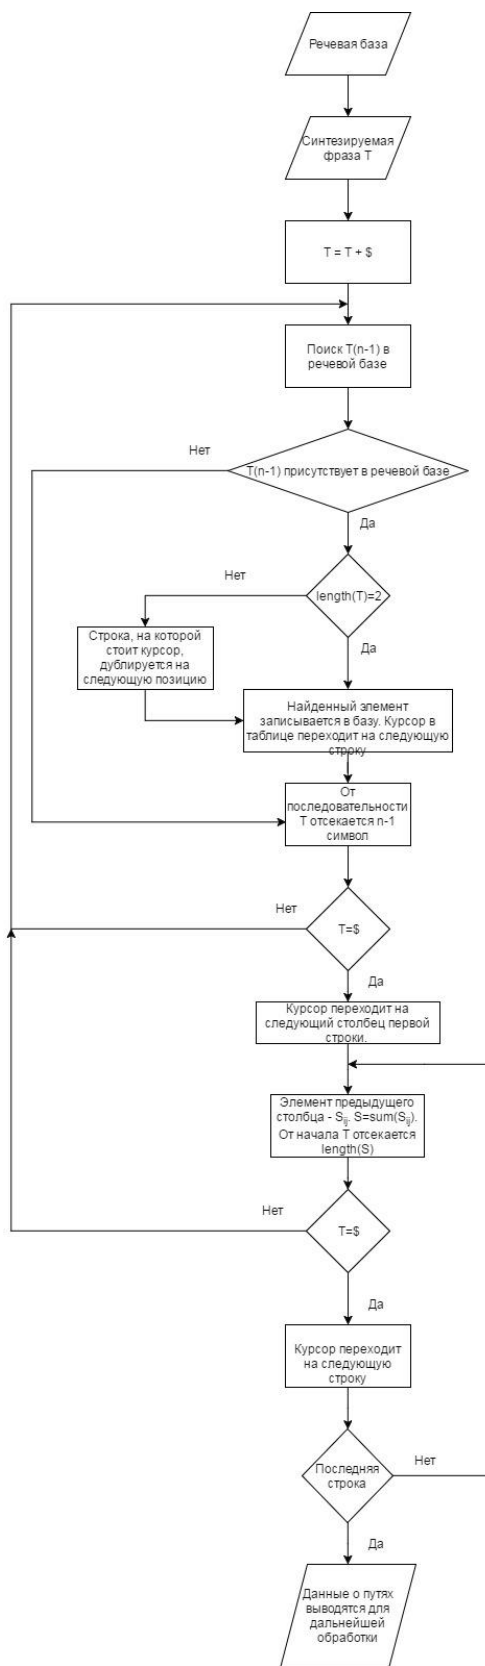 Речевая база
Синтезируемая
фраза T
T = T + $
Поиск T(n-1) в
речевой базе
Нет
T(n-1) присутствует в речевой базе
Да
Нет
length(T)=2
Строка, на которой
стоит курсор,
дублируется на
следующую позицию
Да
Найденный элемент
записывается в базу. Курсор в
таблице переходит на следующую
строку
От
последовательности
T отсекается n-1
символ
Нет
T=$
Да
Курсор переходит на
следующий столбец первой
строки.
Элемент предыдущего
столбца - Sij. S=sum(Sij).
От начала T отсекается
length(S)
Нет
T=$
Да
Курсор переходит
на следующую
строку
Последняя
строка
Нет
Да
Данные о путях
выводятся для
дальнейшей
обработки